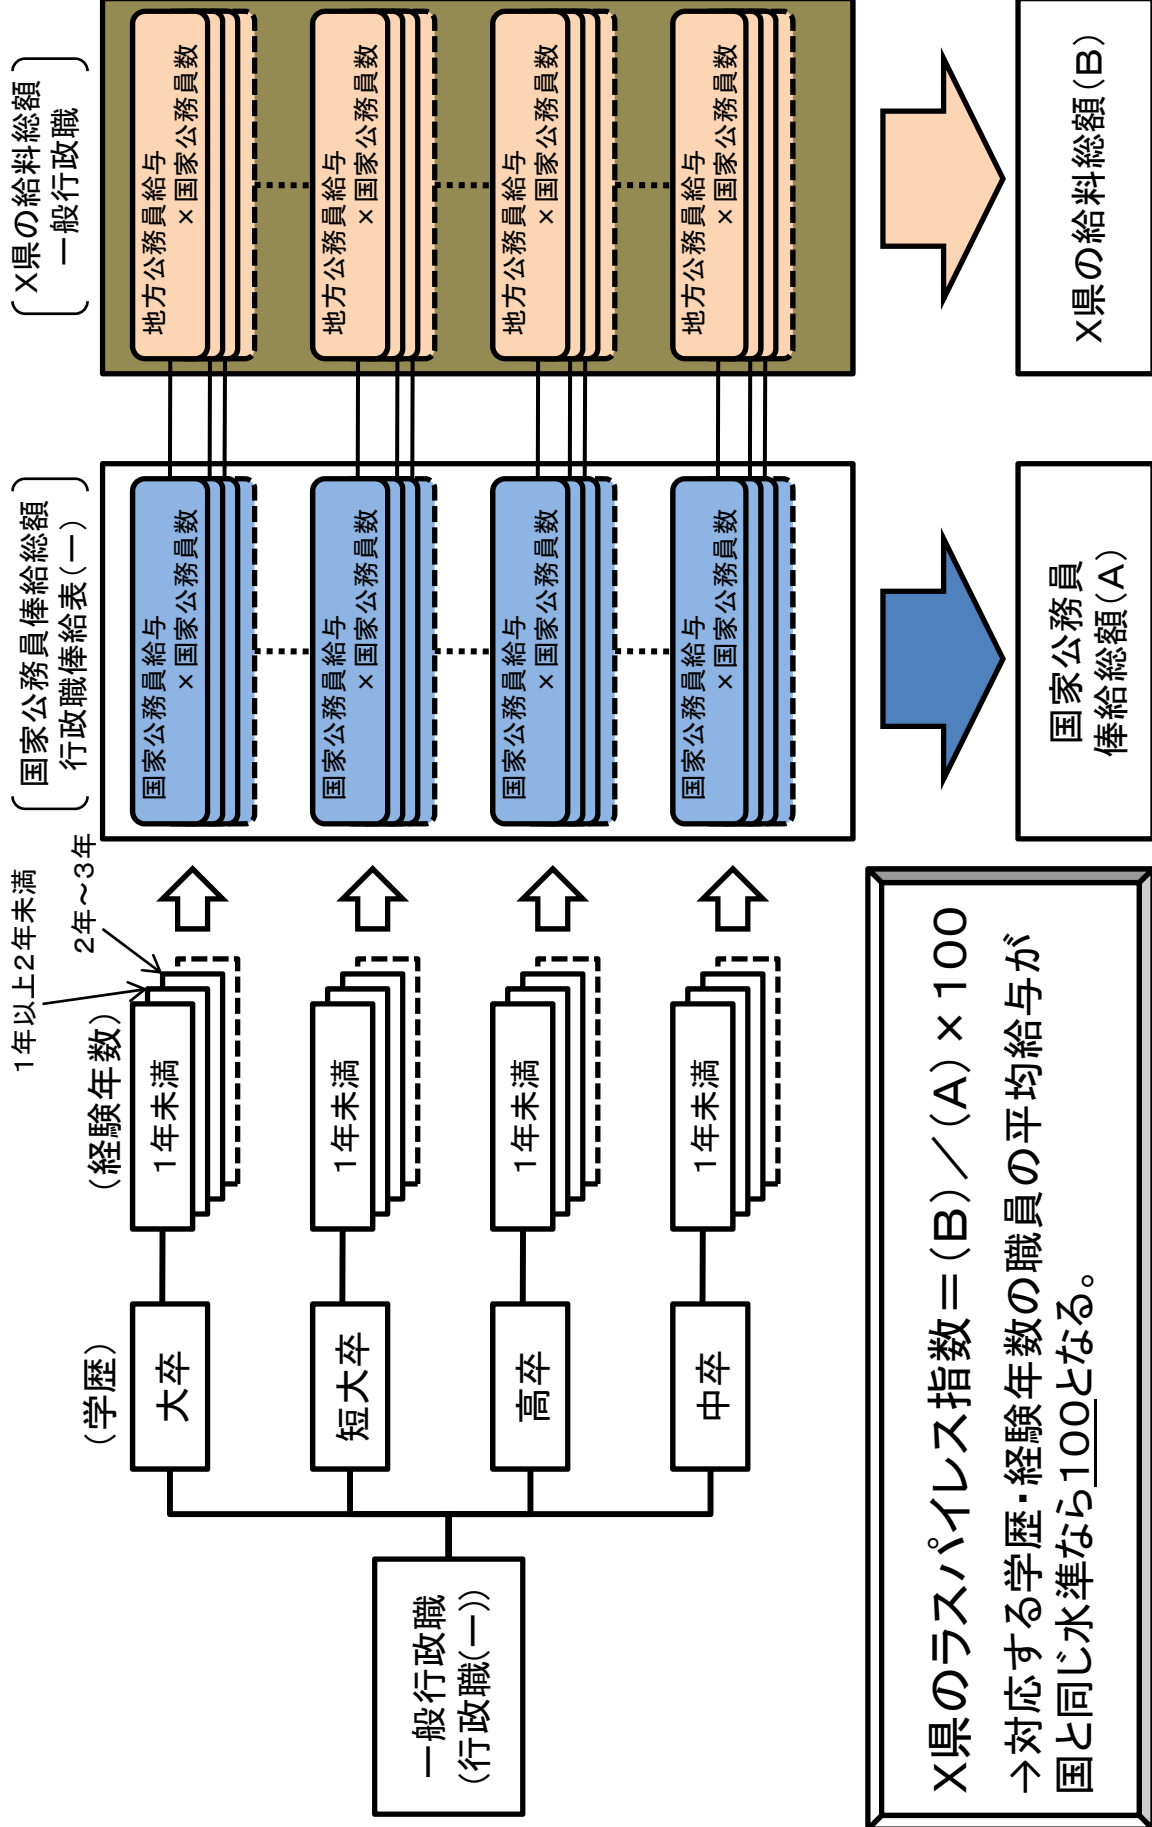 一般行政職
(行政職(一))
(学歴)
大卒
短大卒
高卒
中卒
(経験年数)
1年以上2年未満
2年～3年
1年未満
1年未満
1年未満
1年未満
国家公務員俸給総額
行政職俸給表(一)
国家公務員給与
×国家公務員数
国家公務員給与
×国家公務員数
国家公務員給与
×国家公務員数
国家公務員給与
×国家公務員数
X県の給料総額
一般行政職
地方公務員給与
×国家公務員数
地方公務員給与
×国家公務員数
地方公務員給与
×国家公務員数
地方公務員給与
×国家公務員数
X県のラスパイレス指数＝(B)／(A)×100
→対応する学歴・経験年数の職員の平均給与が
国と同じ水準なら100となる。
国家公務員
俸給総額(A)
X県の給料総額(B)